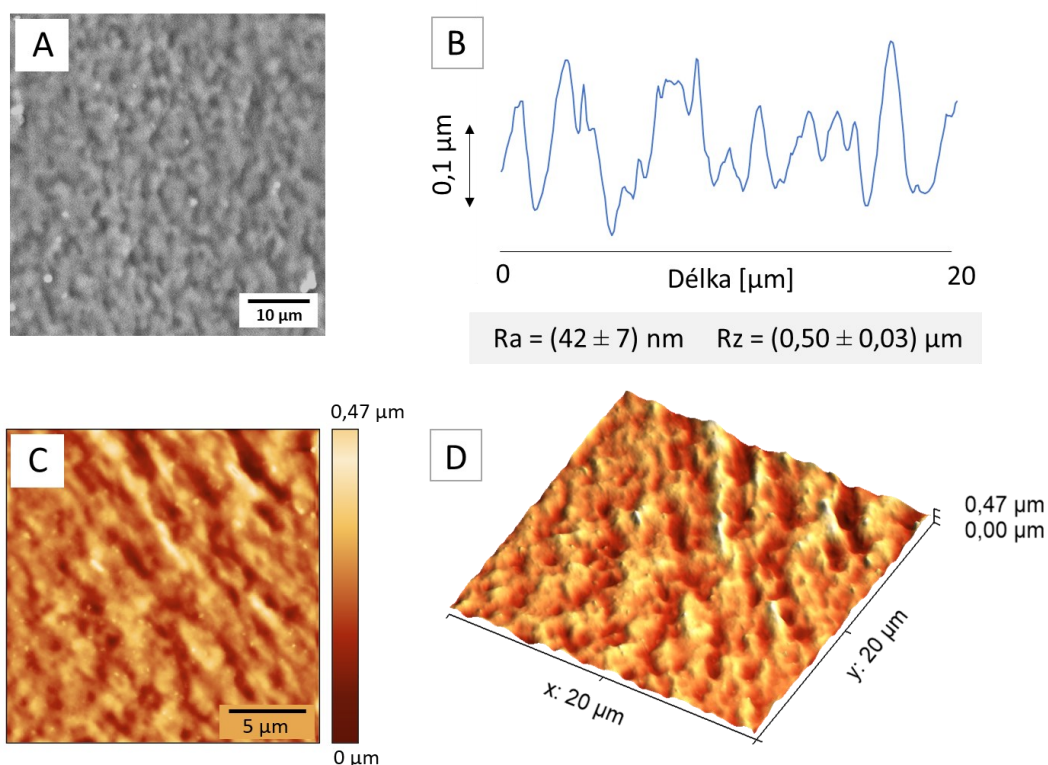 A
10 µm
B
0,1 µm
0
Délka [µm]
20
Ra = (42 ± 7) nm Rz = (0,50 ± 0,03) µm
C
5 µm
0,47 µm
0 µm
D
0,47 µm
0,00 µm
x: 20 µm
y: 20 µm